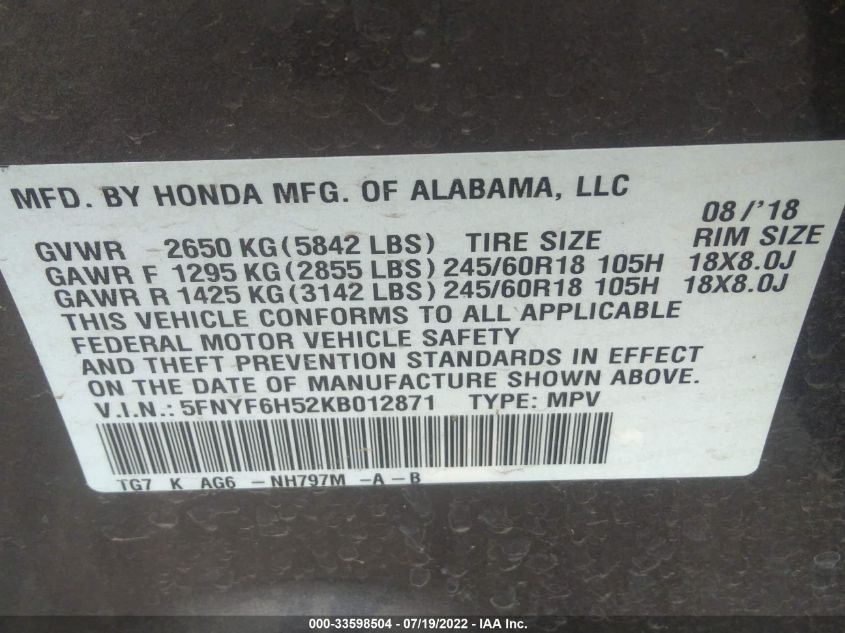 MFD. BY HONDA MFG. OF ALABAMA, LLC 08/'18
GVWR 2650 KG(5842 LBS) TIRE SIZE RIM SIZE
GAWR F 1295 KG(2855 LBS) 245/60R18 105H 18X8.0J
GAWR R 1425 KG(3142 LBS) 245/60R18 105H 18X8.0J
THIS VEHICLE CONFORMS TO ALL APPLICABLE
FEDERAL MOTOR VEHICLE SAFETY
AND THEFT PREVENTION STANDARDS IN EFFECT
ON THE DATE OF MANUFACTURE SHOWN ABOVE.
V.I.N.: 5FNYF6H52KB012871 TYPE: MPV
TG7 K AG6 -NH797M -A-B
000-33598504 - 07/19/2022 - IAA Inc.